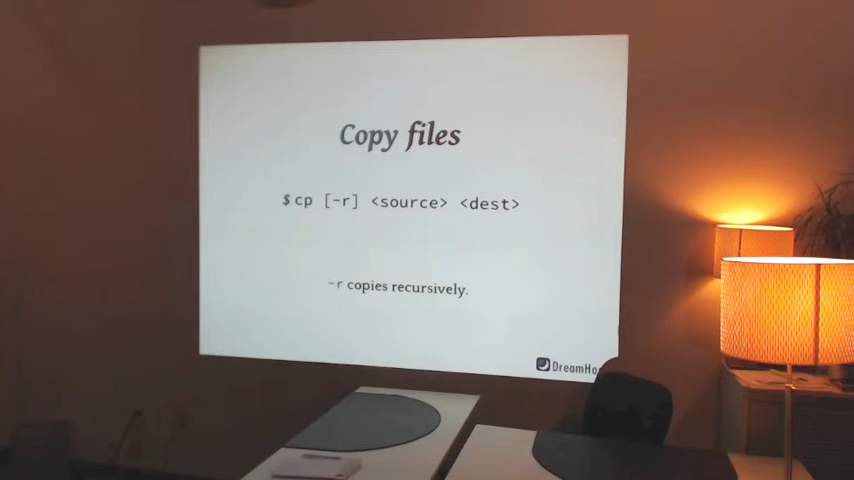 Copy files
$ cp [-r] <source> <dest>
-r copies recursively.